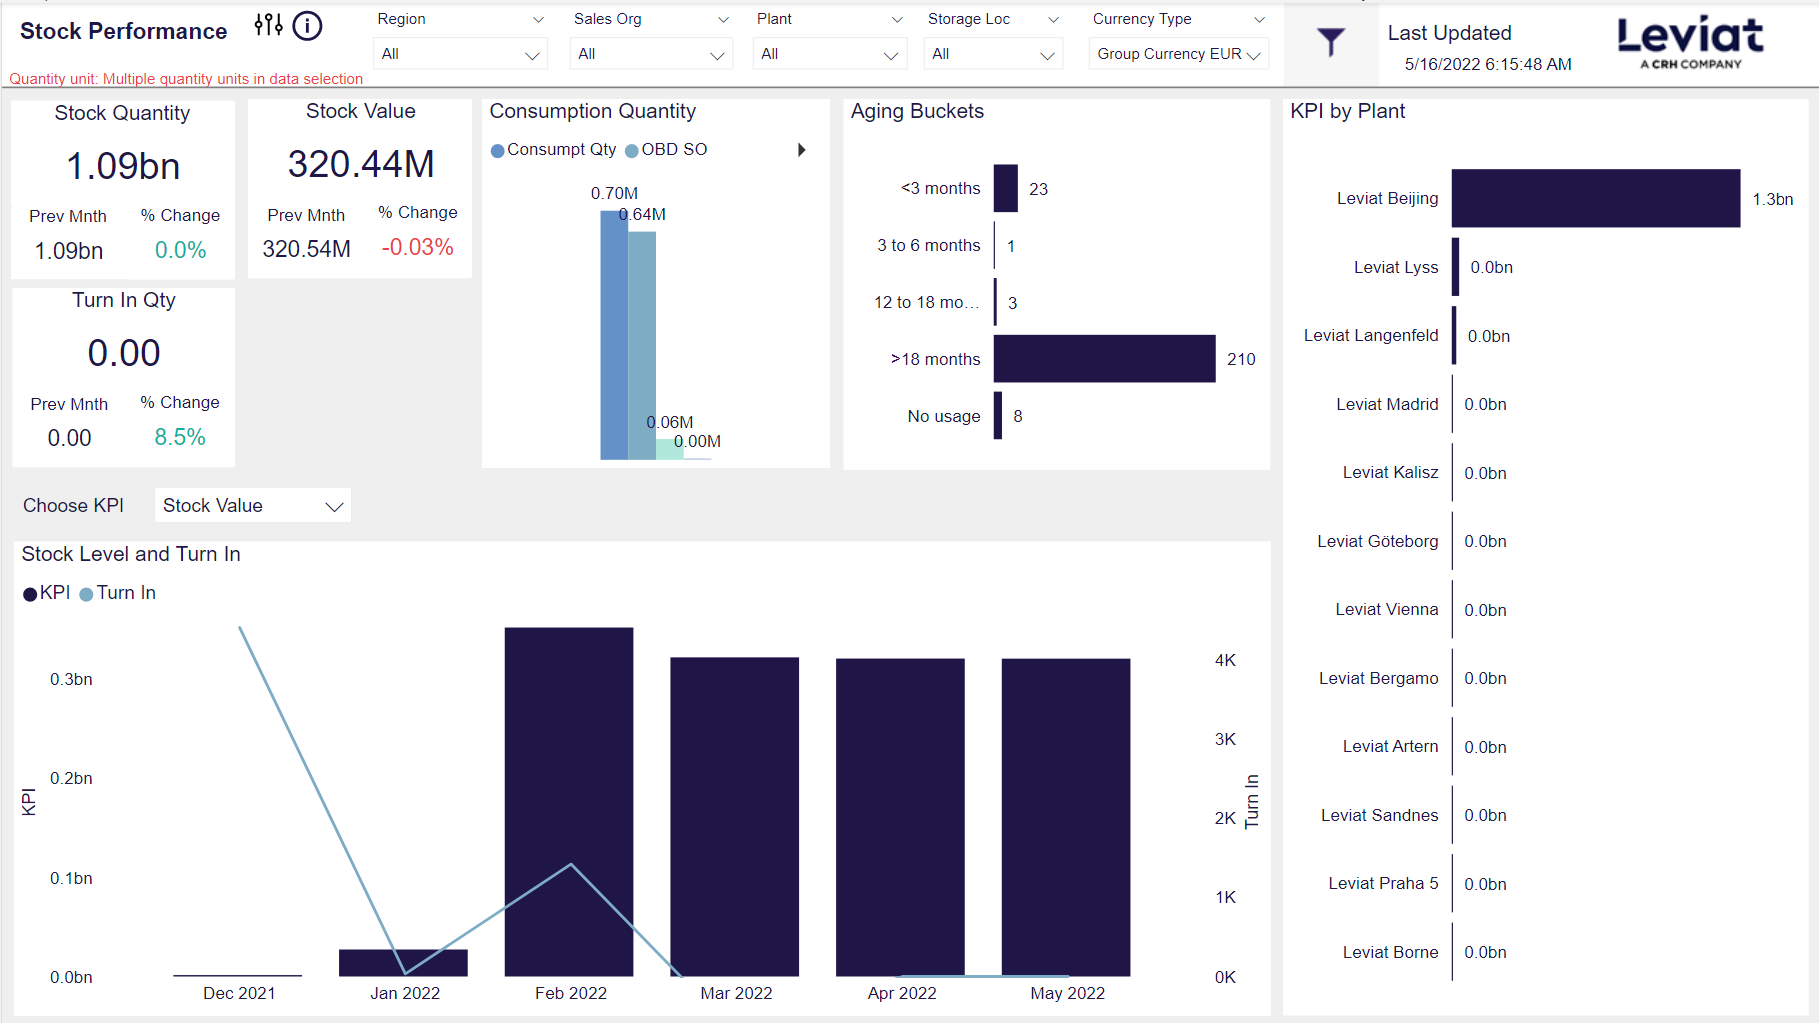 Stock Performance
Quantity unit: Multiple quantity units in data selection
Region
All
Sales Org
All
Plant
All
Storage Loc
All
Currency Type
Group Currency EUR
Last Updated
5/16/2022 6:15:48 AM
Leviat
A CRH COMPANY
Stock Quantity
1.09bn
Prev Mnth % Change
1.09bn 0.0%
Stock Value
320.44M
Prev Mnth % Change
320.54M -0.03%
Turn In Qty
0.00
Prev Mnth % Change
0.00 8.5%
Consumption Quantity
Consumpt Qty OBD SO
0.70M
0.64M
0.06M
0.00M
Aging Buckets
<3 months 23
3 to 6 months 1
12 to 18 mo... 3
>18 months 210
No usage 8
KPI by Plant
Leviat Beijing 1.3bn
Leviat Lyss 0.0bn
Leviat Langenfeld 0.0bn
Leviat Madrid 0.0bn
Leviat Kalisz 0.0bn
Leviat Göteborg 0.0bn
Leviat Vienna 0.0bn
Leviat Bergamo 0.0bn
Leviat Artern 0.0bn
Leviat Sandnes 0.0bn
Leviat Praha 5 0.0bn
Leviat Borne 0.0bn
Choose KPI Stock Value
Stock Level and Turn In
KPI Turn In
KPI
0.3bn
0.2bn
0.1bn
0.0bn
4K
3K
2K
1K
0K
Turn In
Dec 2021 Jan 2022 Feb 2022 Mar 2022 Apr 2022 May 2022